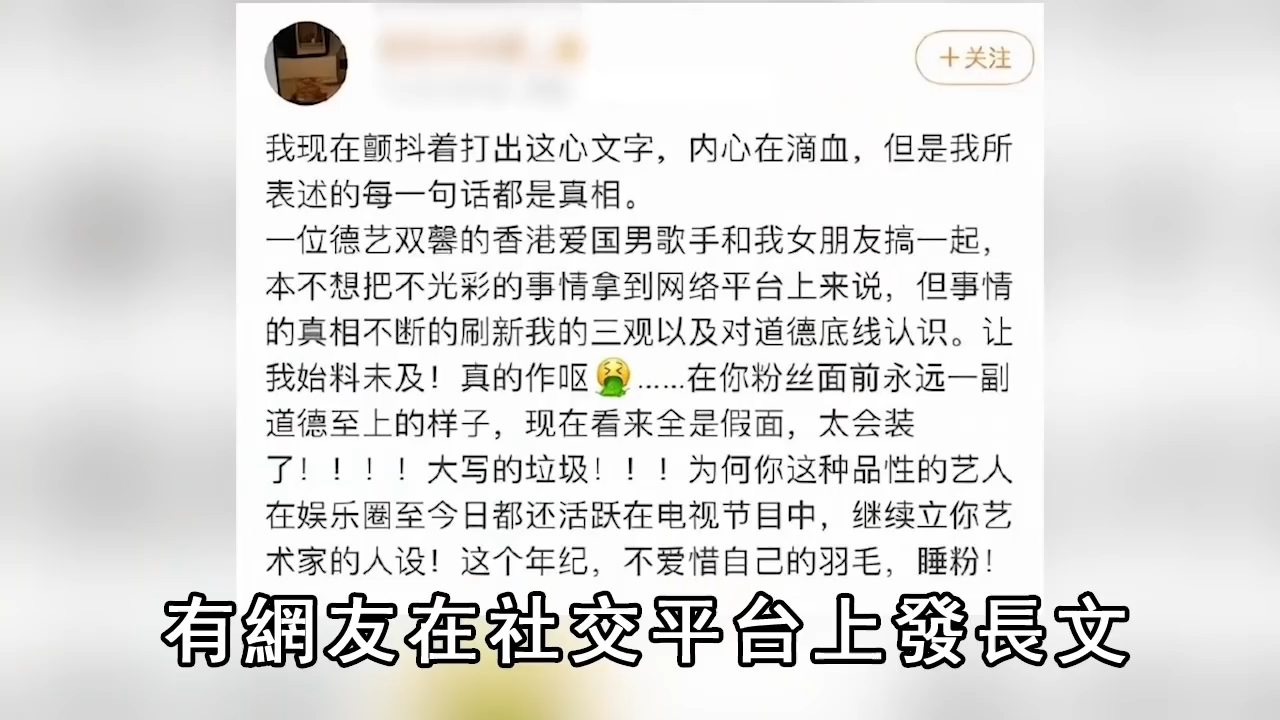 +关注
我现在颤抖着打出这心文字，内心在滴血，但是我所
表述的每一句话都是真相。
一位德艺双馨的香港爱国男歌手和我女朋友搞一起，
本不想把不光彩的事情拿到网络平台上来说，但事情
的真相不断的刷新我的三观以及对道德底线认识。让
我始料未及！真的作呕🤮……在你粉丝面前永远一副
道德至上的样子，现在看来全是假面，太会装
了！！！！大写的垃圾！！！为何你这种品性的艺人
在娱乐圈至今日都还活跃在电视节目中，继续立你艺
术家的人设！这个年纪，不爱惜自己的羽毛，睡粉！
有網友在社交平台上發長文